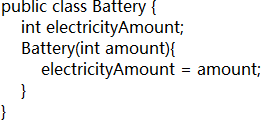 public class Battery {
    int electricityAmount;
    Battery(int amount){
        electricityAmount = amount;
    }
}